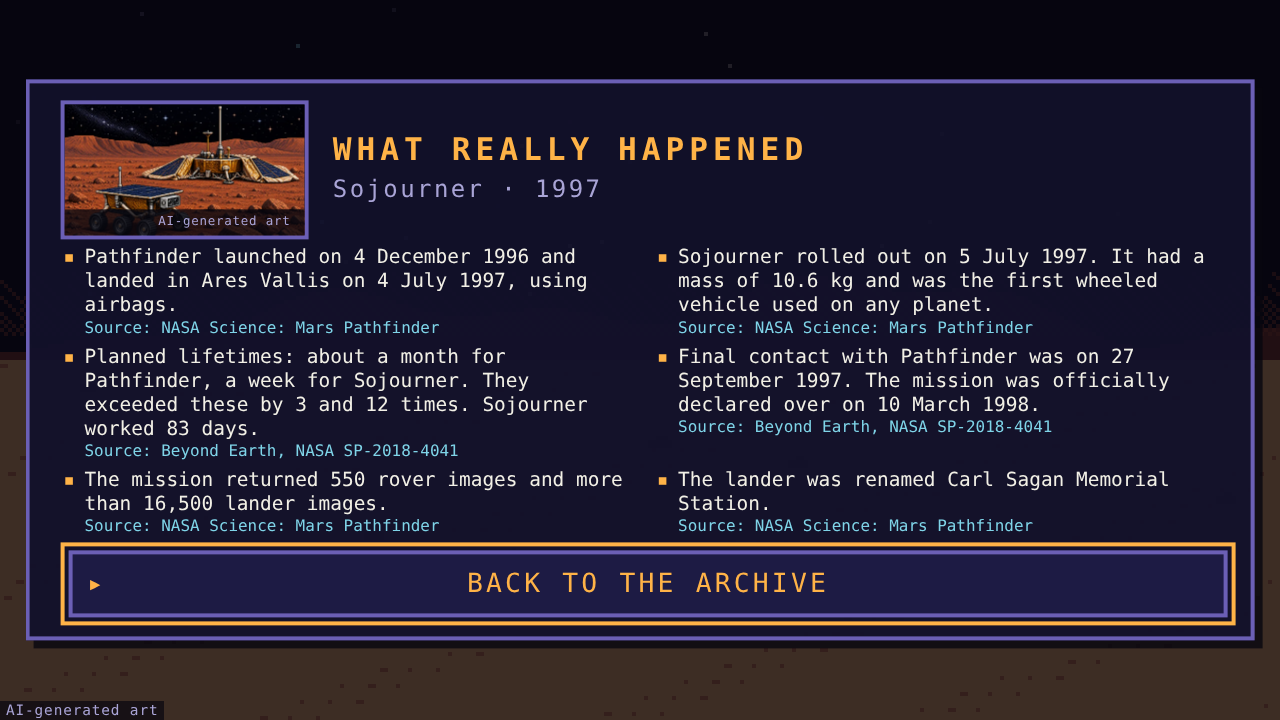 AI-generated art
WHAT REALLY HAPPENED
Sojourner · 1997
▪ Pathfinder launched on 4 December 1996 and
landed in Ares Vallis on 4 July 1997, using
airbags.
Source: NASA Science: Mars Pathfinder
▪ Sojourner rolled out on 5 July 1997. It had a
mass of 10.6 kg and was the first wheeled
vehicle used on any planet.
Source: NASA Science: Mars Pathfinder
▪ Planned lifetimes: about a month for
Pathfinder, a week for Sojourner. They
exceeded these by 3 and 12 times. Sojourner
worked 83 days.
Source: Beyond Earth, NASA SP-2018-4041
▪ Final contact with Pathfinder was on 27
September 1997. The mission was officially
declared over on 10 March 1998.
Source: Beyond Earth, NASA SP-2018-4041
▪ The mission returned 550 rover images and more
than 16,500 lander images.
Source: NASA Science: Mars Pathfinder
▪ The lander was renamed Carl Sagan Memorial
Station.
Source: NASA Science: Mars Pathfinder
▸ BACK TO THE ARCHIVE
AI-generated art